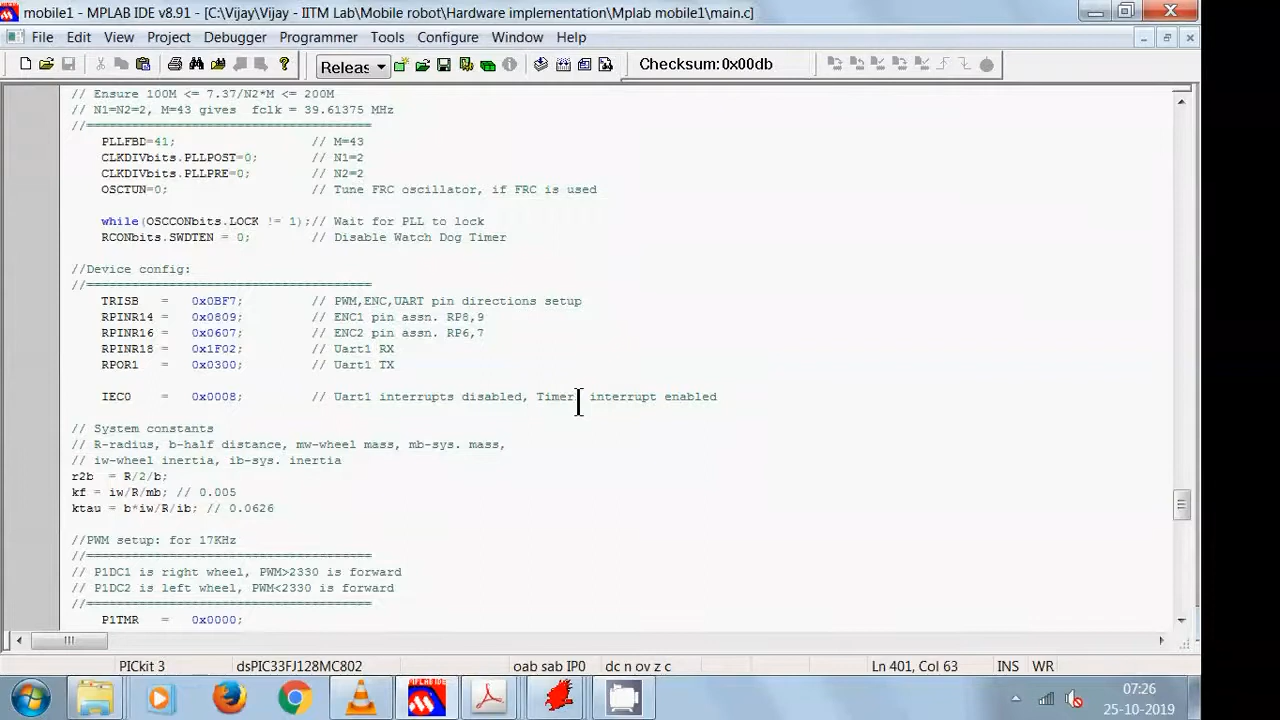 mobile1 - MPLAB IDE v8.91 - [C:\Vijay\Vijay - IITM Lab\Mobile robot\Hardware implementation\Mplab mobile1\main.c]
File Edit View Project Debugger Programmer Tools Configure Window Help
Releas Checksum: 0x00db
// Ensure 100M <= 7.37/N2*M <= 200M
// N1=N2=2, M=43 gives fclk = 39.61375 MHz
//=====================================
PLLFBD=41; // M=43
CLKDIVbits.PLLPOST=0; // N1=2
CLKDIVbits.PLLPRE=0; // N2=2
OSCTUN=0; // Tune FRC oscillator, if FRC is used
while(OSCCONbits.LOCK != 1);// Wait for PLL to lock
RCONbits.SWDTEN = 0; // Disable Watch Dog Timer
//Device config:
//=====================================
TRISB = 0x0BF7; // PWM,ENC,UART pin directions setup
RPINR14 = 0x0809; // ENC1 pin assn. RP8,9
RPINR16 = 0x0607; // ENC2 pin assn. RP6,7
RPINR18 = 0x1F02; // Uart1 RX
RPOR1 = 0x0300; // Uart1 TX
IEC0 = 0x0008; // Uart1 interrupts disabled, Timer interrupt enabled
// System constants
// R-radius, b-half distance, mw-wheel mass, mb-sys. mass,
// iw-wheel inertia, ib-sys. inertia
r2b = R/2/b;
kf = iw/R/mb; // 0.005
ktau = b*iw/R/ib; // 0.0626
//PWM setup: for 17KHz
//=====================================
// P1DC1 is right wheel, PWM>2330 is forward
// P1DC2 is left wheel, PWM<2330 is forward
//=====================================
P1TMR = 0x0000;
PICkit 3 dsPIC33FJ128MC802 oab sab IP0 dc n ov z c Ln 401, Col 63 INS WR
07:26
25-10-2019